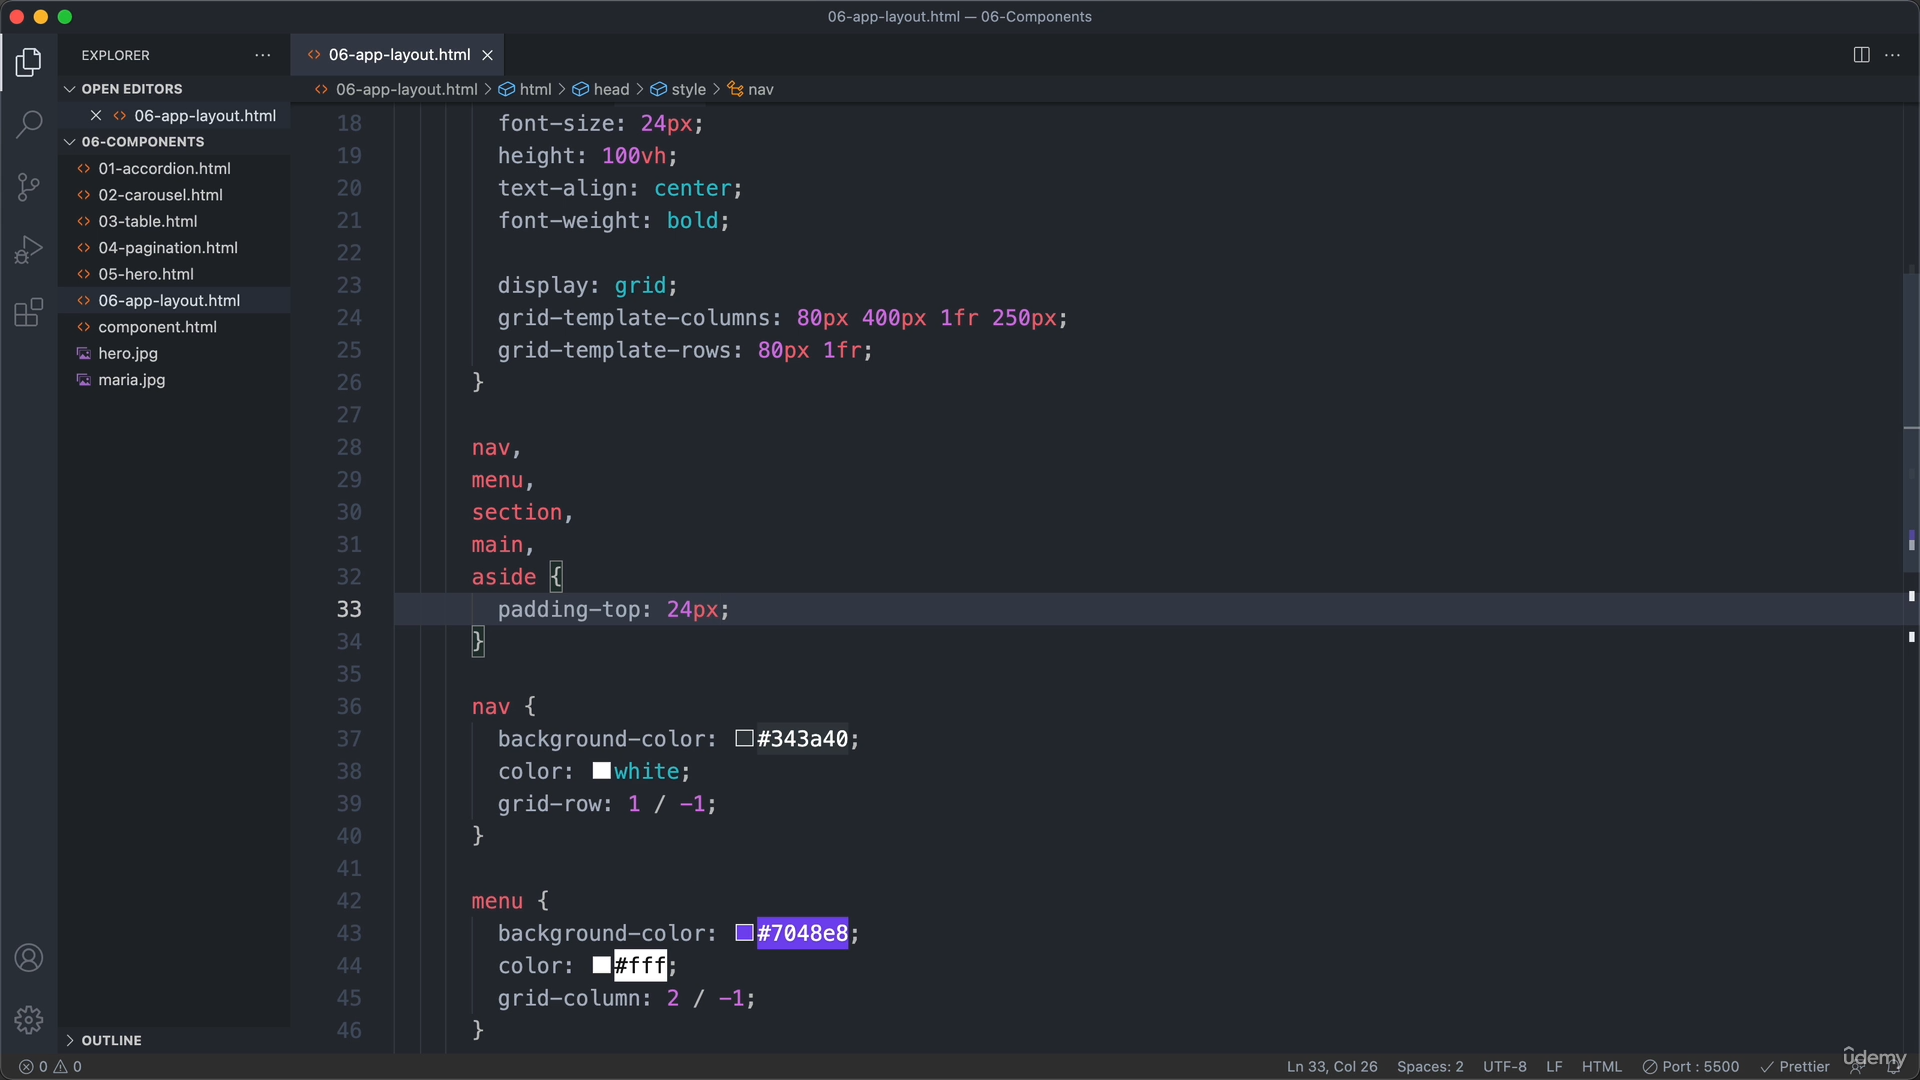 06-app-layout.html — 06-Components
EXPLORER
06-app-layout.html
OPEN EDITORS
06-app-layout.html > html > head > style > nav
06-app-layout.html
06-COMPONENTS
01-accordion.html
02-carousel.html
03-table.html
04-pagination.html
05-hero.html
06-app-layout.html
component.html
hero.jpg
maria.jpg
18 font-size: 24px;
19 height: 100vh;
20 text-align: center;
21 font-weight: bold;
22
23 display: grid;
24 grid-template-columns: 80px 400px 1fr 250px;
25 grid-template-rows: 80px 1fr;
26 }
27
28 nav,
29 menu,
30 section,
31 main,
32 aside {
33 padding-top: 24px;
34 }
35
36 nav {
37 background-color: #343a40;
38 color: white;
39 grid-row: 1 / -1;
40 }
41
42 menu {
43 background-color: #7048e8;
44 color: #fff;
45 grid-column: 2 / -1;
46 }
OUTLINE
0 0
Ln 33, Col 26 Spaces: 2 UTF-8 LF HTML Port : 5500 Prettier
ûdemy